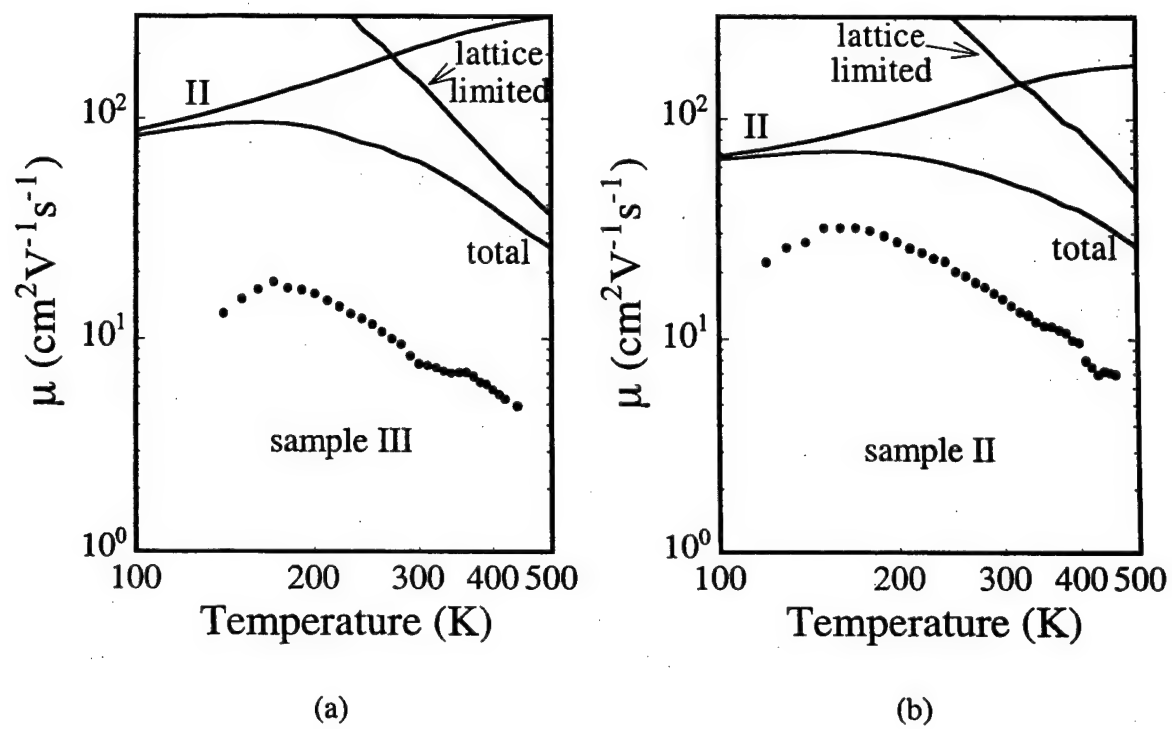 μ (cm²V⁻¹s⁻¹)
10²
10¹
10⁰
II
lattice
limited
total
sample III
100 200 300 400 500
Temperature (K)
(a)
μ (cm²V⁻¹s⁻¹)
10²
10¹
10⁰
lattice
limited
II
total
sample II
100 200 300 400 500
Temperature (K)
(b)